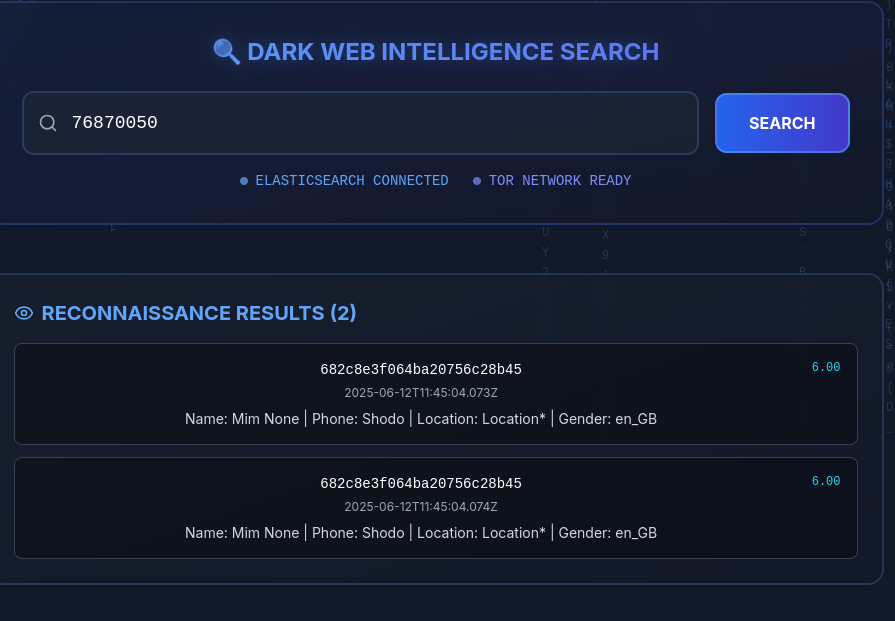 🔍 DARK WEB INTELLIGENCE SEARCH
76870050
SEARCH
ELASTICSEARCH CONNECTED
TOR NETWORK READY
RECONNAISSANCE RESULTS (2)
682c8e3f064ba20756c28b45
6.00
2025-06-12T11:45:04.073Z
Name: Mim None | Phone: Shodo | Location: Location* | Gender: en_GB
682c8e3f064ba20756c28b45
6.00
2025-06-12T11:45:04.074Z
Name: Mim None | Phone: Shodo | Location: Location* | Gender: en_GB